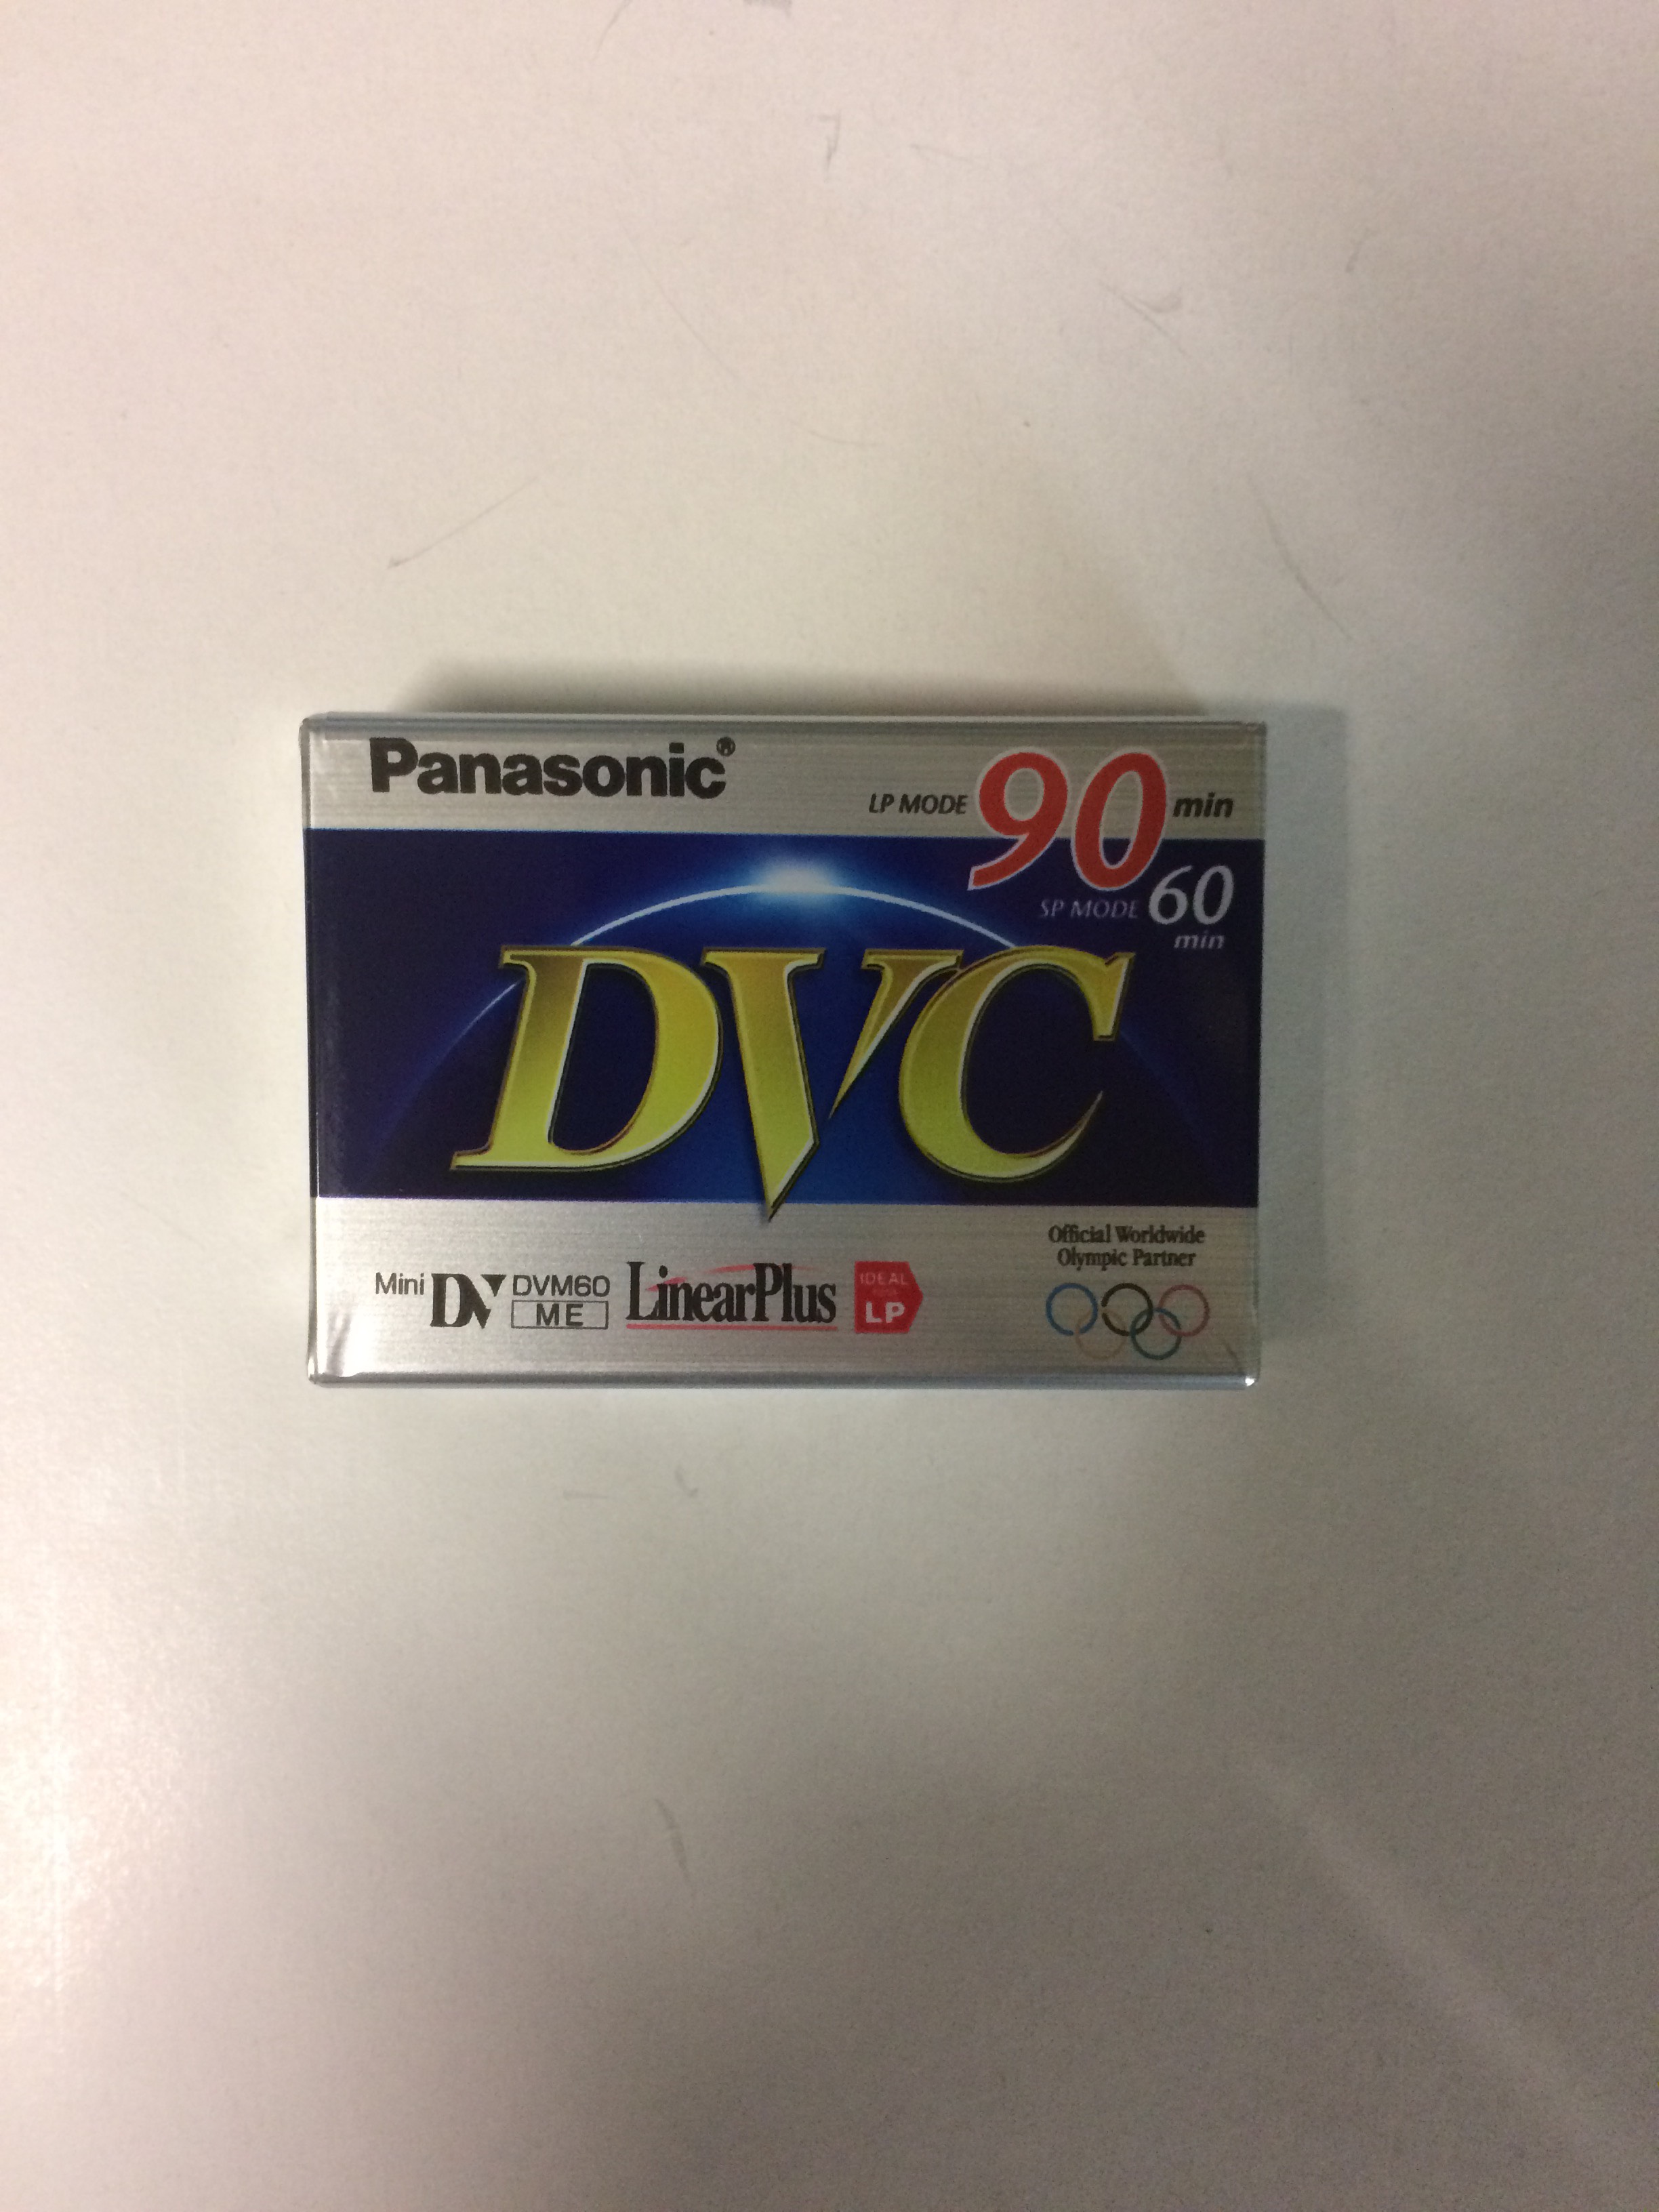 Panasonic®
LP MODE 90 min
SP MODE 60
min
DVC
Official Worldwide
Olympic Partner
Mini DV DVM60
ME
LinearPlus
IDEAL
LP